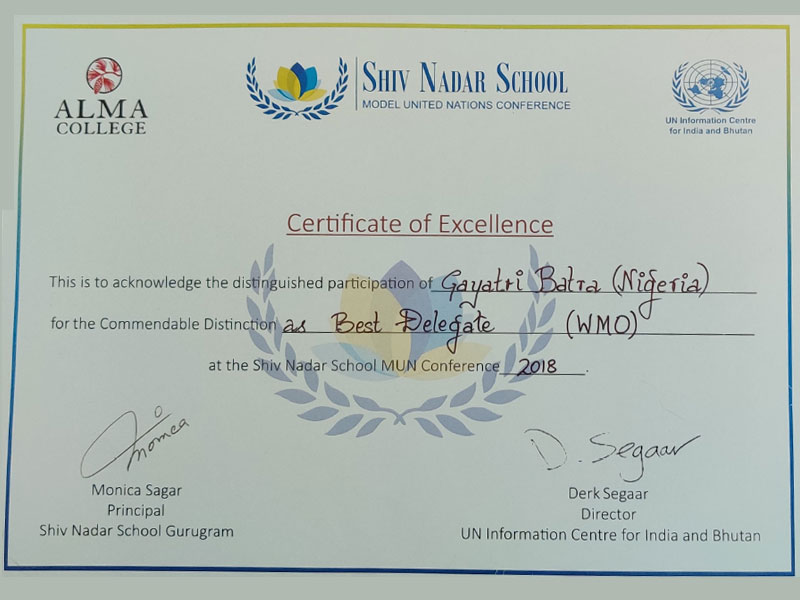 ALMA
COLLEGE
SHIV NADAR SCHOOL
MODEL UNITED NATIONS CONFERENCE
UN Information Centre
for India and Bhutan
Certificate of Excellence
This is to acknowledge the distinguished participation of Gayatri Batra (Nigeria)
for the Commendable Distinction as Best Delegate (WMO)
at the Shiv Nadar School MUN Conference 2018.
Monica
D. Segaar
Monica Sagar
Principal
Shiv Nadar School Gurugram
Derk Segaar
Director
UN Information Centre for India and Bhutan